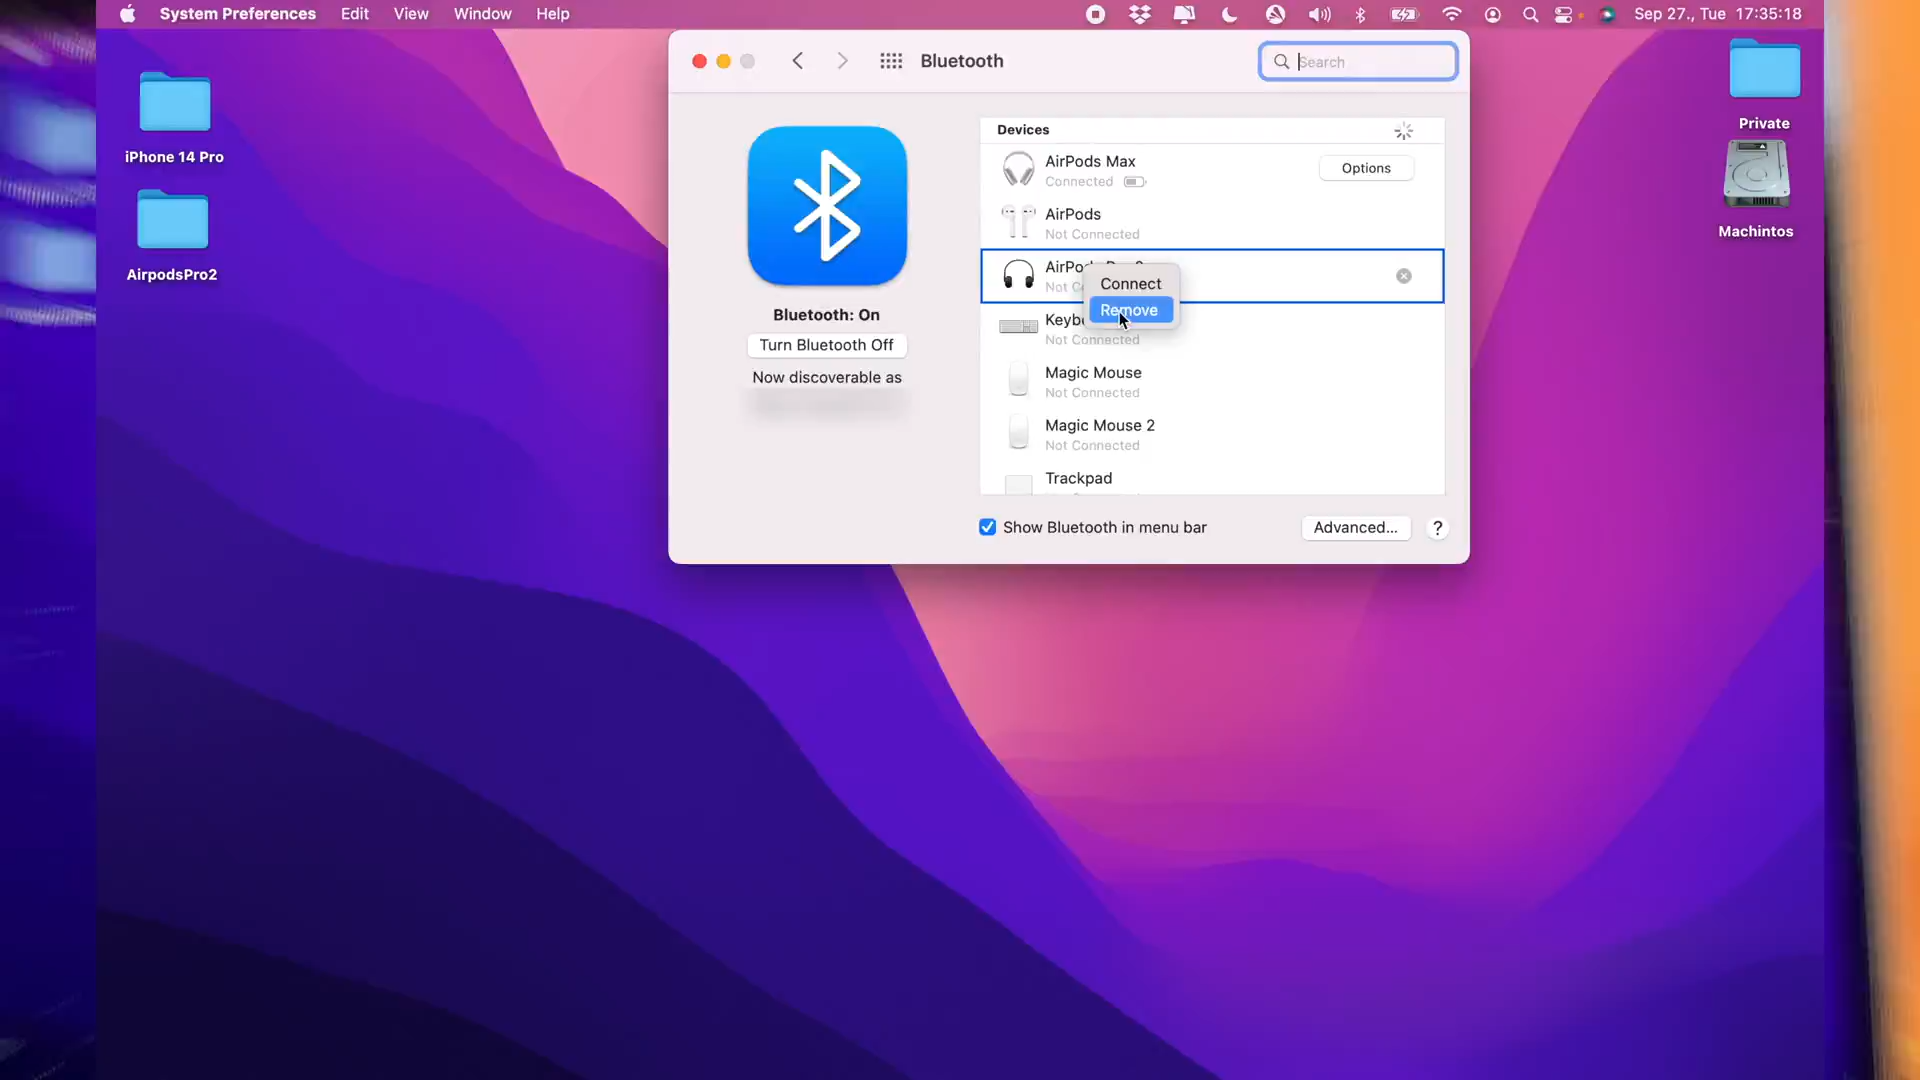 System Preferences Edit View Window Help Sep 27., Tue 17:35:18
iPhone 14 Pro
AirpodsPro2
Private
Machintos
Bluetooth
Search
Bluetooth: On
Turn Bluetooth Off
Now discoverable as
Devices
AirPods Max
Connected
Options
AirPods
Not Connected
Connect
Remove
Not Connected
Magic Mouse
Not Connected
Magic Mouse 2
Not Connected
Trackpad
Show Bluetooth in menu bar
Advanced...
?